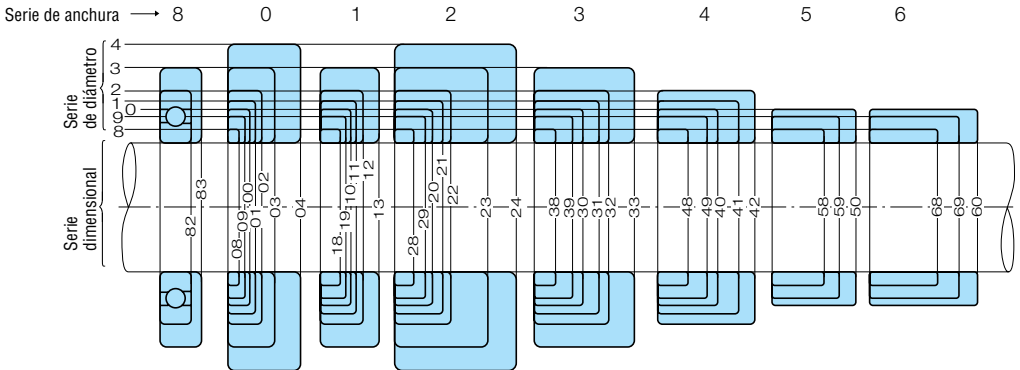 Serie de anchura → 8 0 1 2 3 4 5 6
Serie de diámetro
4
3
2
1
0
9
8
Serie dimensional
82 83
08 09 00 01 02 03 04
18 19 10 11 12 13
28 29 20 21 22 23 24
38 39 30 31 32 33
48 49 40 41 42
58 59 50
68 69 60